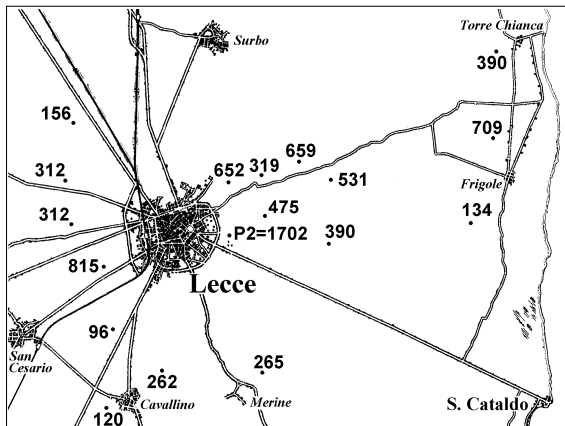 Torre Chianca
Surbo
390
156
709
659
319
652
312
531
Frigole
475
312
134
P2=1702
390
815
Lecce
96
San
Cesario
265
262
Merine
Cavallino
S. Cataldo
120